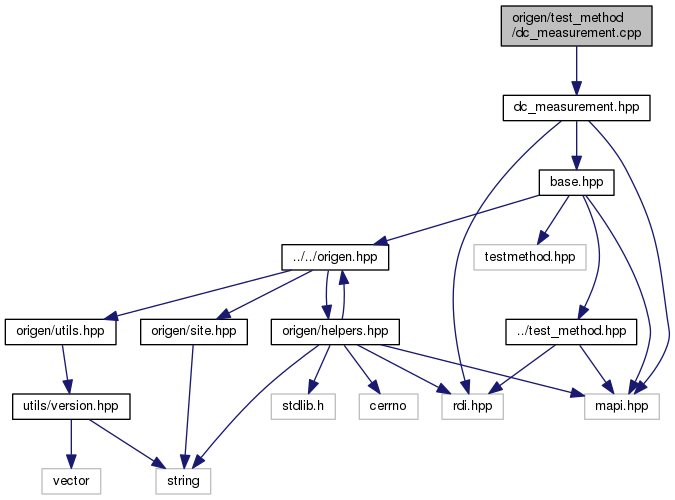 origen/test_method
/dc_measurement.cpp
dc_measurement.hpp
base.hpp
../../origen.hpp
testmethod.hpp
origen/utils.hpp
origen/site.hpp
origen/helpers.hpp
../test_method.hpp
utils/version.hpp
stdlib.h
cerrno
rdi.hpp
mapi.hpp
vector
string